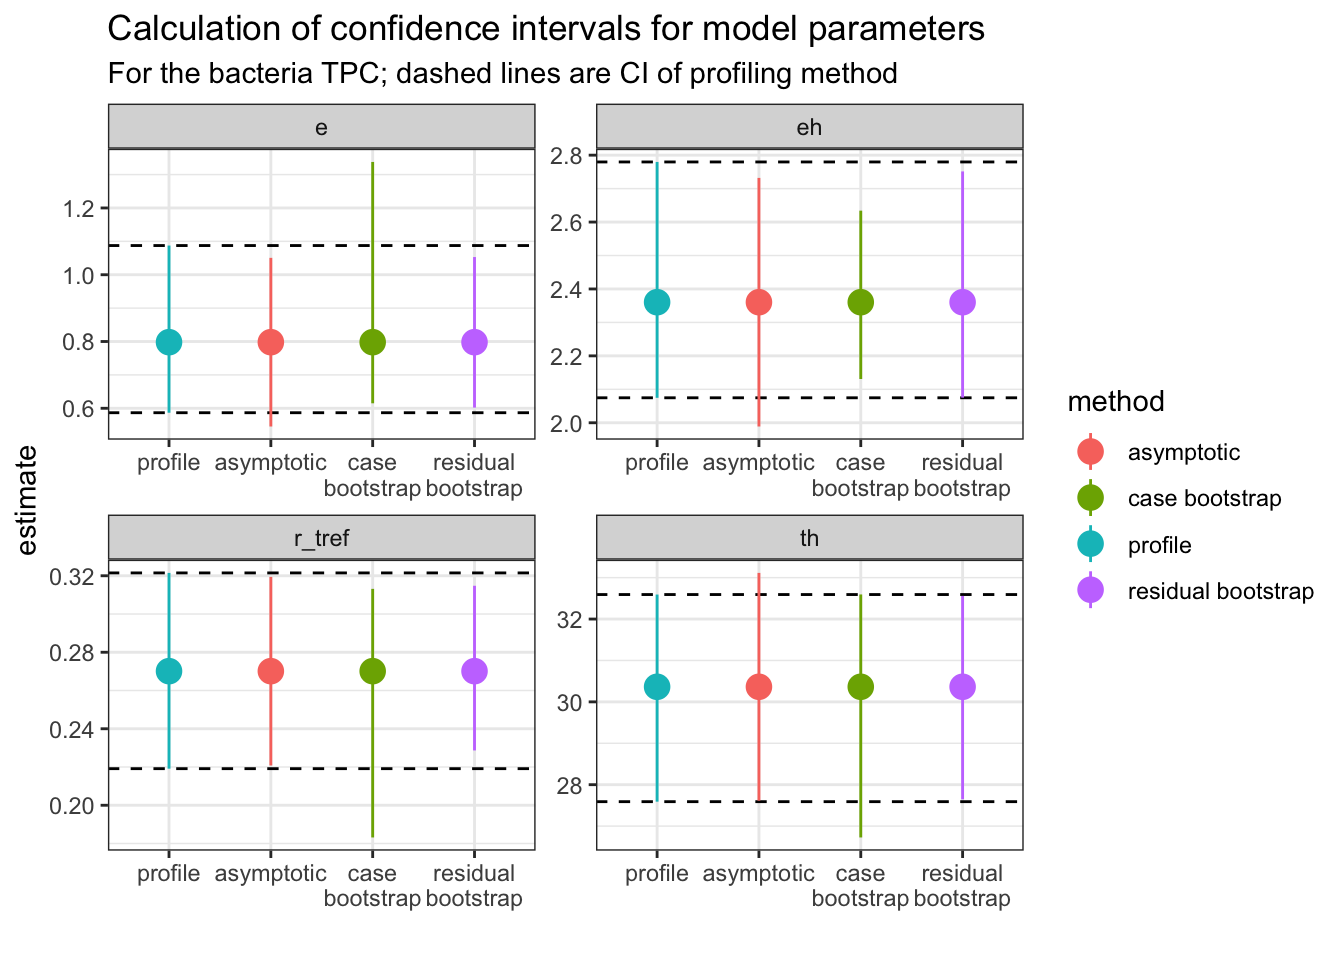 Calculation of confidence intervals for model parameters
For the bacteria TPC; dashed lines are CI of profiling method
estimate
e
1.2
1.0
0.8
0.6
profile asymptotic case bootstrap residual bootstrap
eh
2.8
2.6
2.4
2.2
2.0
profile asymptotic case bootstrap residual bootstrap
r_tref
0.32
0.28
0.24
0.20
profile asymptotic case bootstrap residual bootstrap
th
32
30
28
profile asymptotic case bootstrap residual bootstrap
method
asymptotic
case bootstrap
profile
residual bootstrap